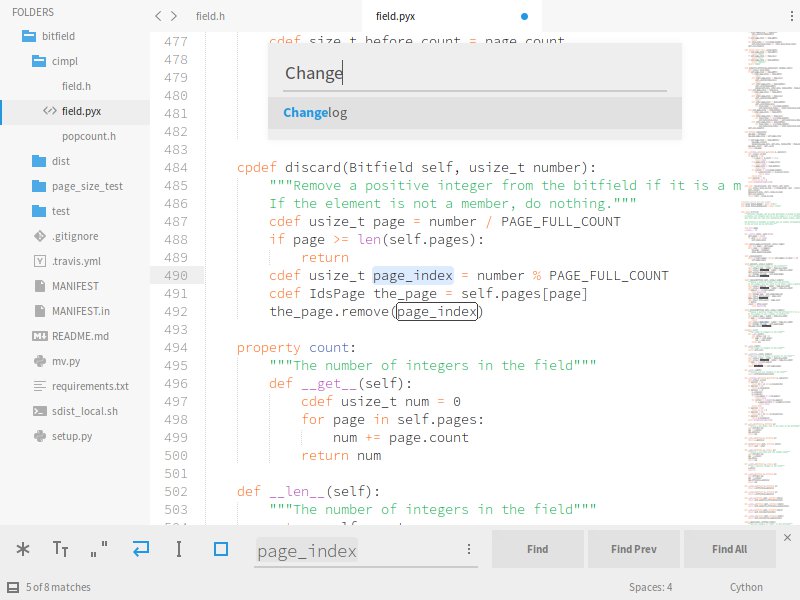 FOLDERS
bitfield
cimpl
field.h
field.pyx
popcount.h
dist
page_size_test
test
.gitignore
.travis.yml
MANIFEST
MANIFEST.in
README.md
mv.py
requirements.txt
sdist_local.sh
setup.py
field.h
field.pyx
Change
Changelog
477 cdef size_t before_count = page.count
478
479
480
481
482
483
484 cpdef discard(Bitfield self, usize_t number):
485 """Remove a positive integer from the bitfield if it is a m
486 If the element is not a member, do nothing."""
487 cdef usize_t page = number / PAGE_FULL_COUNT
488 if page >= len(self.pages):
489 return
490 cdef usize_t page_index = number % PAGE_FULL_COUNT
491 cdef IdsPage the_page = self.pages[page]
492 the_page.remove(page_index)
493
494 property count:
495 """The number of integers in the field"""
496 def __get__(self):
497 cdef usize_t num = 0
498 for page in self.pages:
499 num += page.count
500 return num
501
502 def __len__(self):
503 """The number of integers in the field"""
page_index
Find
Find Prev
Find All
5 of 8 matches
Spaces: 4
Cython